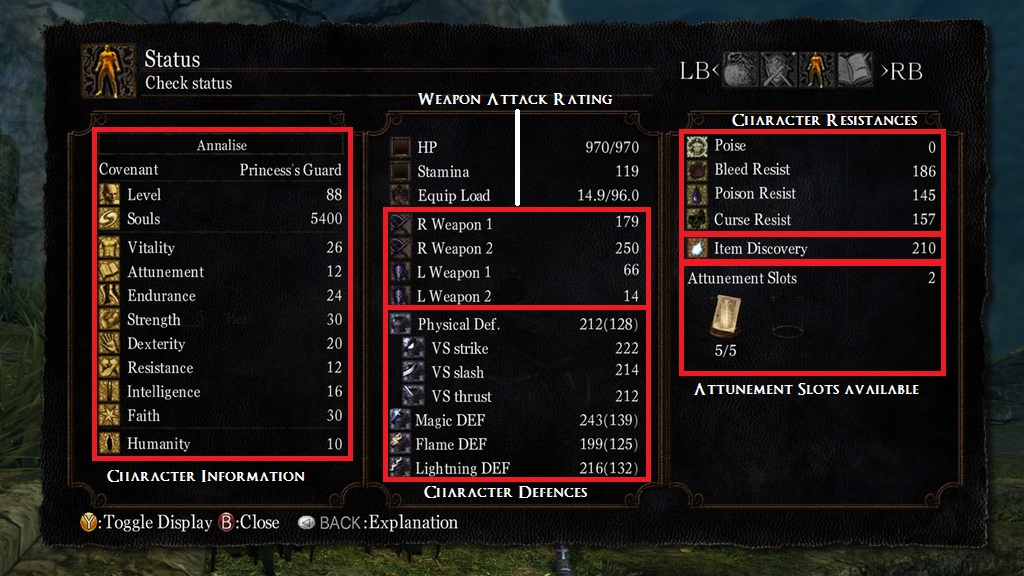 Status
Check status
LB RB
WEAPON ATTACK RATING
Annalise
Covenant Princess's Guard
Level 88
Souls 5400
Vitality 26
Attunement 12
Endurance 24
Strength 30
Dexterity 20
Resistance 12
Intelligence 16
Faith 30
Humanity 10
CHARACTER INFORMATION
HP 970/970
Stamina 119
Equip Load 14.9/96.0
R Weapon 1 179
R Weapon 2 250
L Weapon 1 66
L Weapon 2 14
Physical Def. 212(128)
VS strike 222
VS slash 214
VS thrust 212
Magic DEF 243(139)
Flame DEF 199(125)
Lightning DEF 216(132)
CHARACTER DEFENCES
CHARACTER RESISTANCES
Poise 0
Bleed Resist 186
Poison Resist 145
Curse Resist 157
Item Discovery 210
Attunement Slots 2
5/5
ATTUNEMENT SLOTS AVAILABLE
Y:Toggle Display B:Close BACK:Explanation